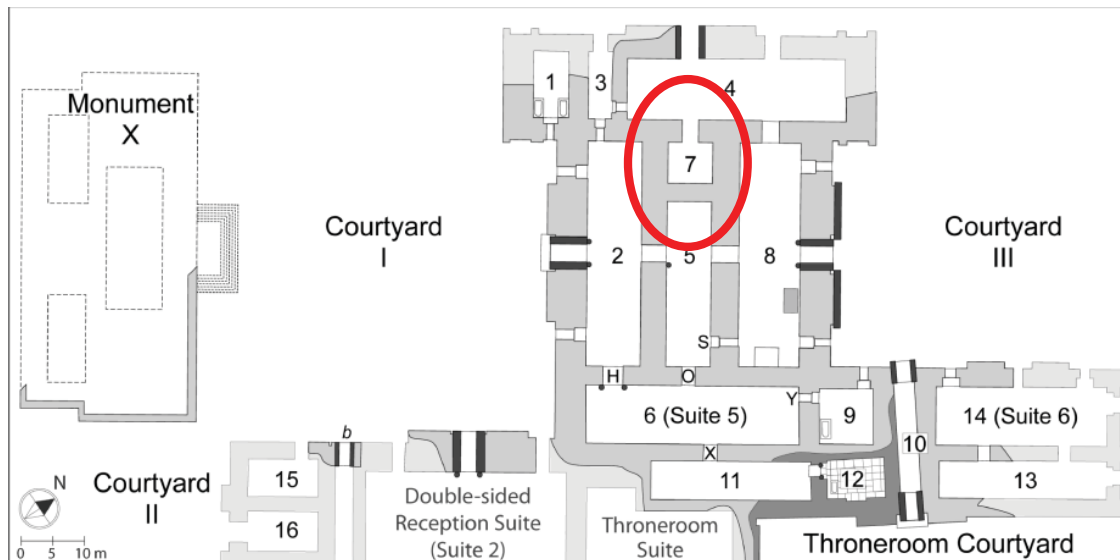 1
3
4
Monument
X
7
Courtyard
I
2
5
8
Courtyard
III
S
H
O
6 (Suite 5)
Y
9
14 (Suite 6)
b
X
10
15
11
12
13
N
Courtyard
II
16
Double-sided
Reception Suite
(Suite 2)
Throneroom
Suite
Throneroom Courtyard
0 5 10 m